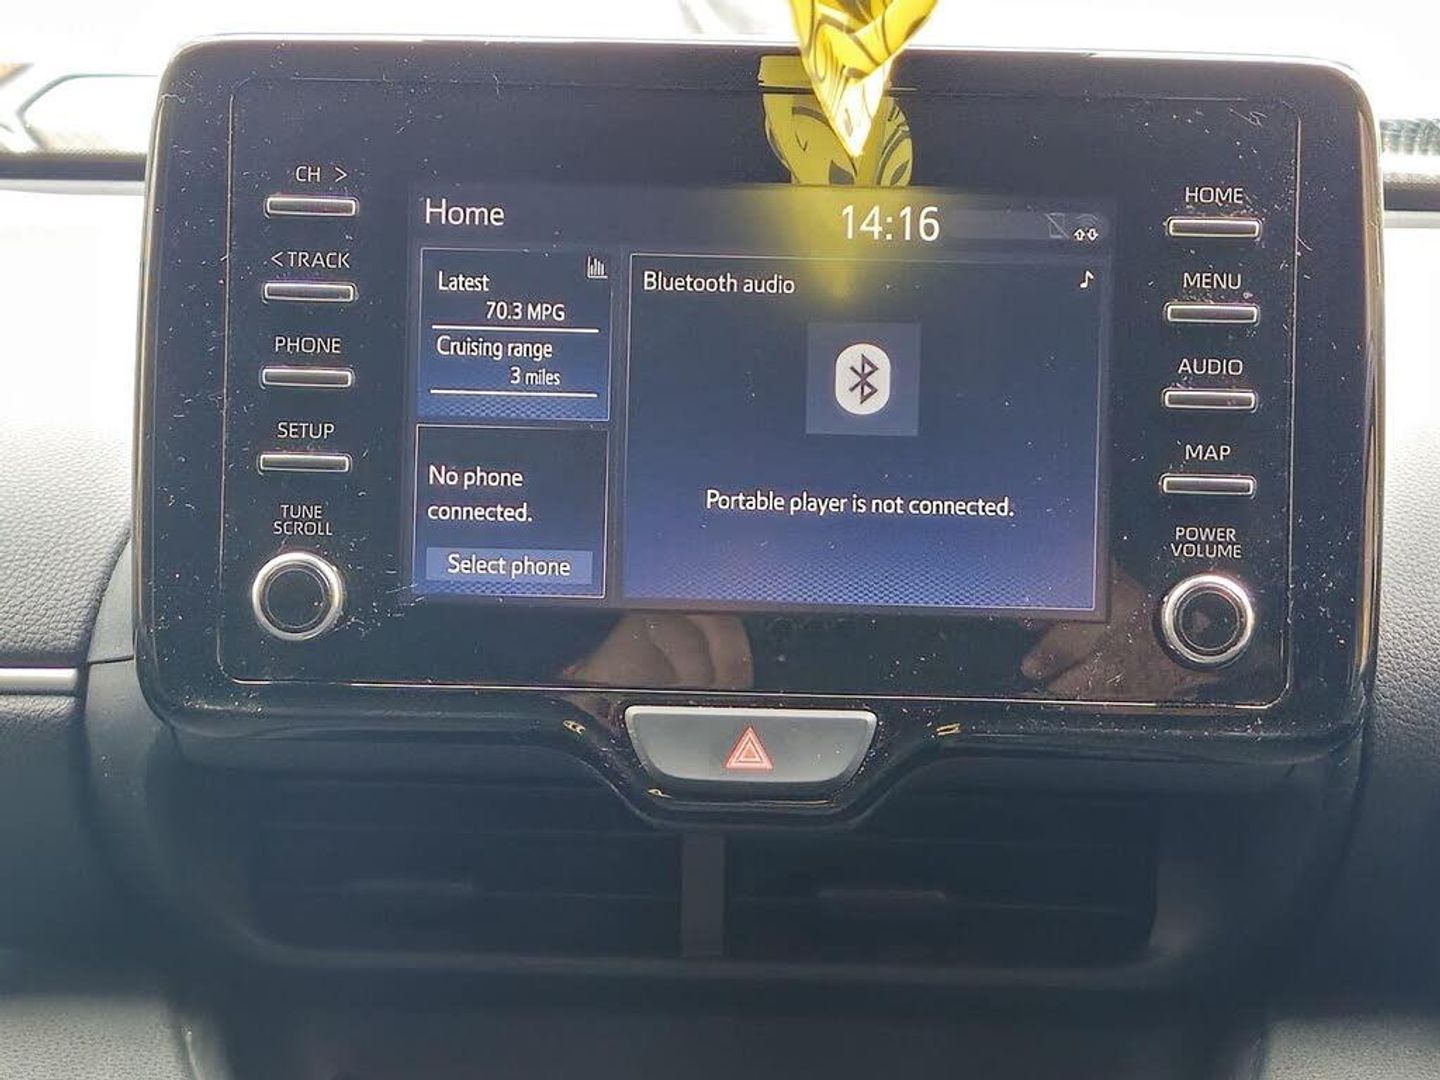 CH >
< TRACK
PHONE
SETUP
TUNE
SCROLL
Home
14:16
Latest
70.3 MPG
Cruising range
3 miles
No phone
connected.
Select phone
Bluetooth audio
Portable player is not connected.
HOME
MENU
AUDIO
MAP
POWER
VOLUME